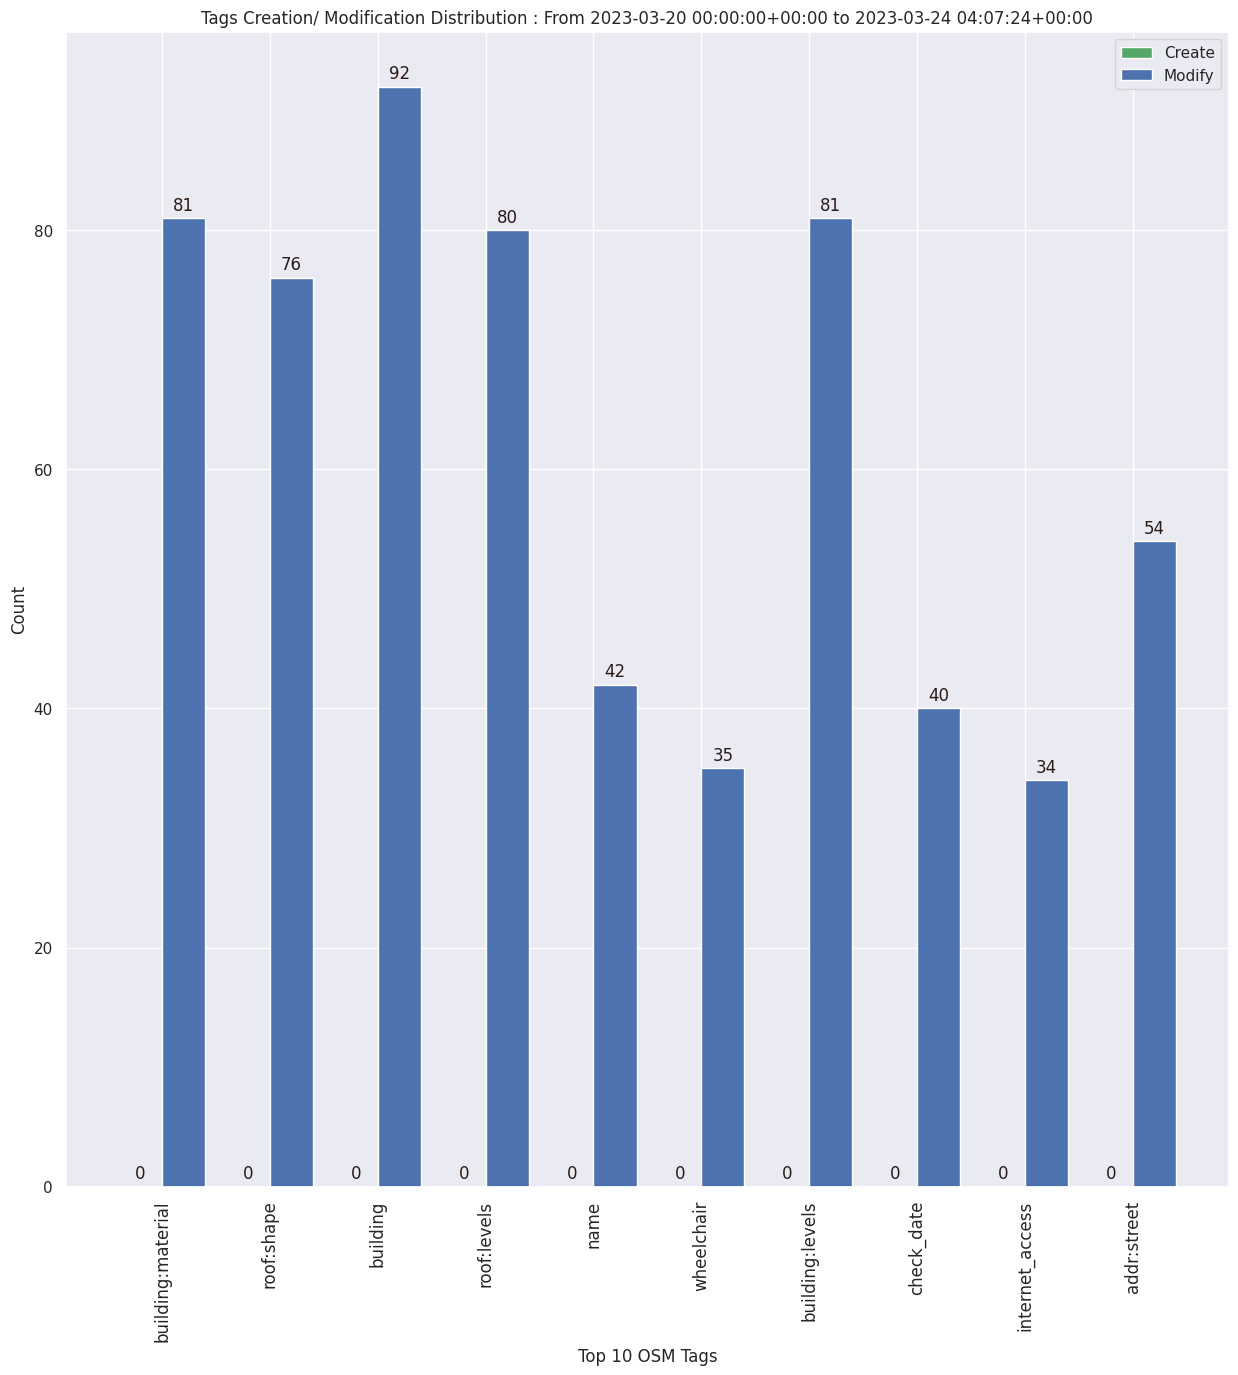 Tags Creation/ Modification Distribution : From 2023-03-20 00:00:00+00:00 to 2023-03-24 04:07:24+00:00
Create
Modify
92
81
81
80
76
54
42
40
35
34
0 0 0 0 0 0 0 0 0 0
80
60
40
20
0
Count
building:material
roof:shape
building
roof:levels
name
wheelchair
building:levels
check_date
internet_access
addr:street
Top 10 OSM Tags